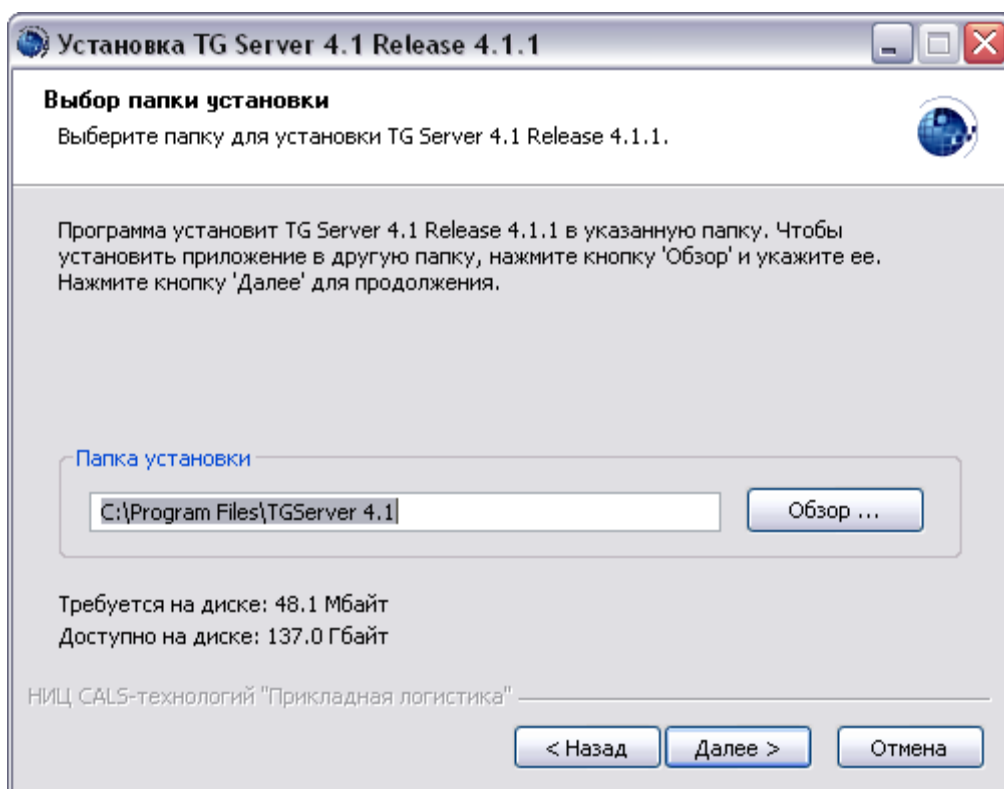 Установка TG Server 4.1 Release 4.1.1
Выбор папки установки
Выберите папку для установки TG Server 4.1 Release 4.1.1.
Программа установит TG Server 4.1 Release 4.1.1 в указанную папку. Чтобы
установить приложение в другую папку, нажмите кнопку 'Обзор' и укажите ее.
Нажмите кнопку 'Далее' для продолжения.
Папка установки
C:\Program Files\TGServer 4.1
Обзор ...
Требуется на диске: 48.1 Мбайт
Доступно на диске: 137.0 Гбайт
НИЦ CALS-технологий "Прикладная логистика"
< Назад
Далее >
Отмена